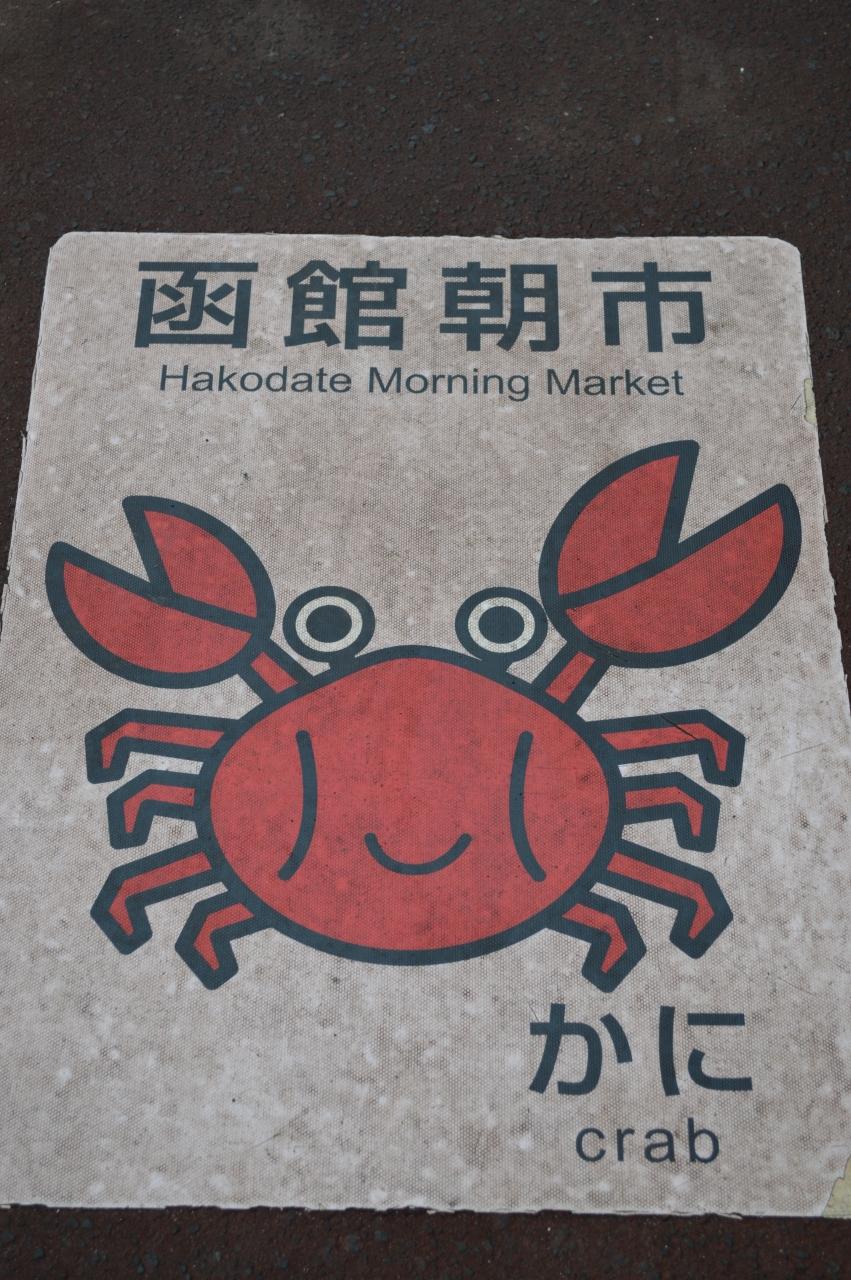 函館朝市
Hakodate Morning Market
かに
crab